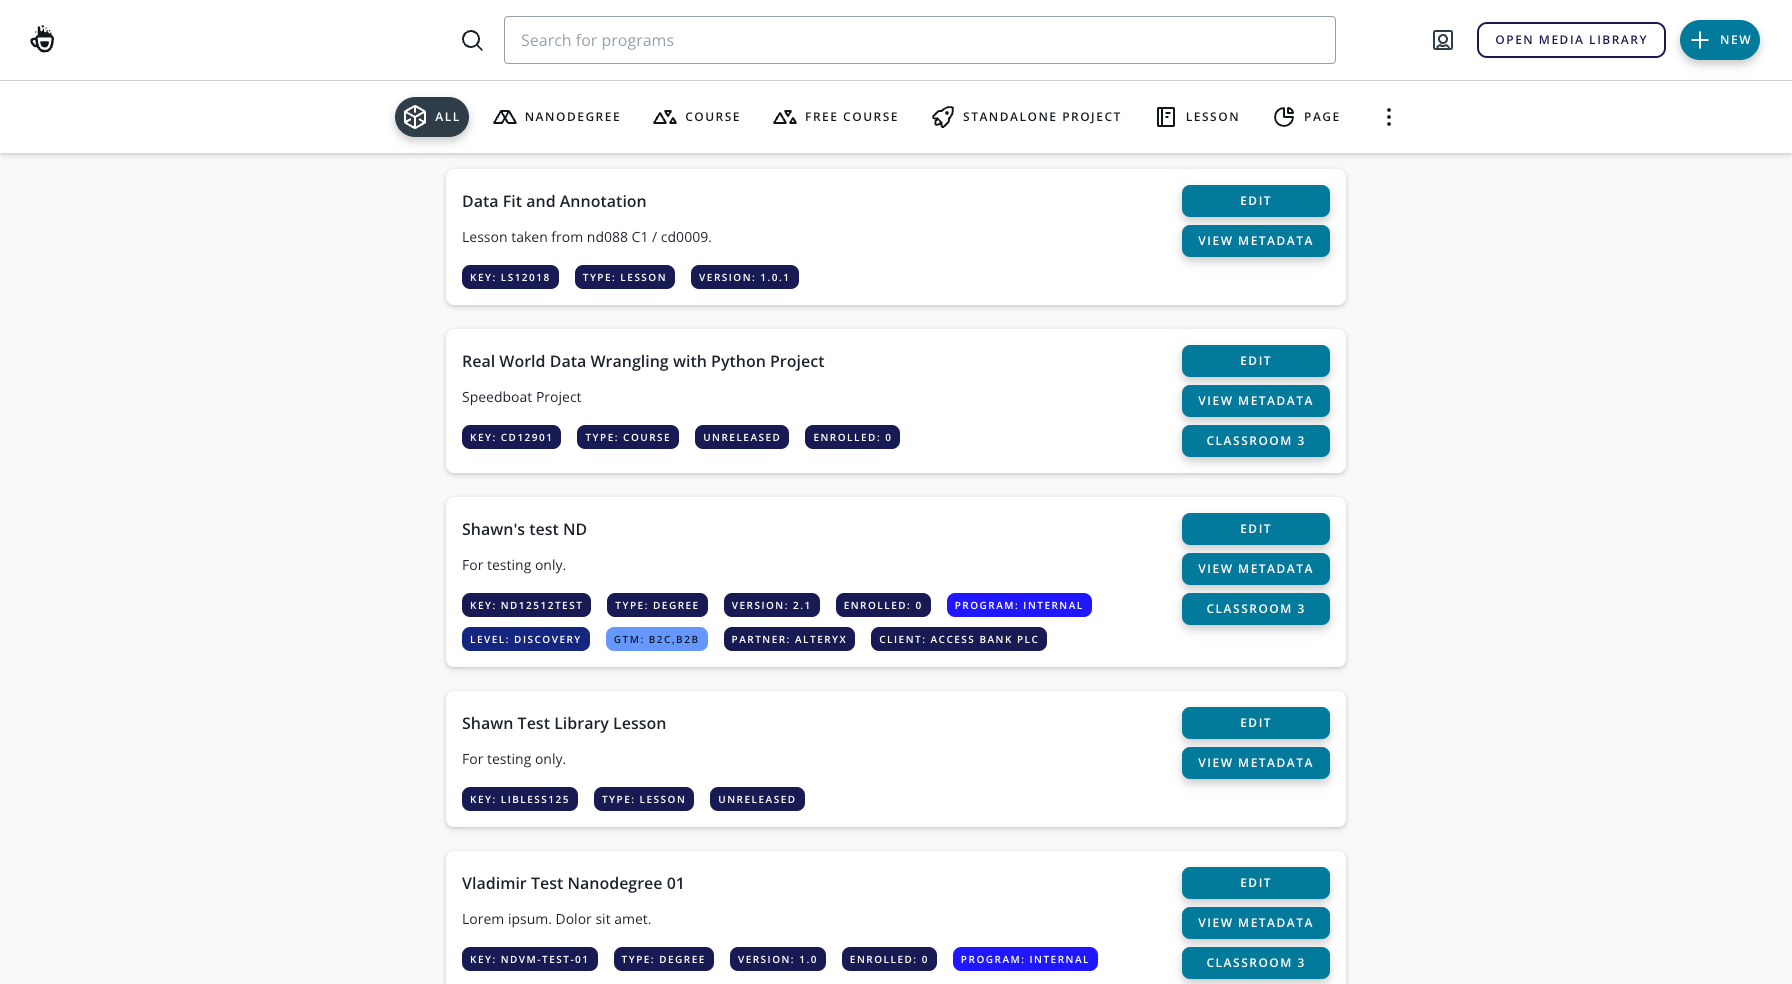 Search for programs
OPEN MEDIA LIBRARY
NEW
ALL
NANODEGREE
COURSE
FREE COURSE
STANDALONE PROJECT
LESSON
PAGE
Data Fit and Annotation
EDIT
Lesson taken from nd088 C1 / cd0009.
VIEW METADATA
KEY: LS12018
TYPE: LESSON
VERSION: 1.0.1
Real World Data Wrangling with Python Project
EDIT
Speedboat Project
VIEW METADATA
KEY: CD12901
TYPE: COURSE
UNRELEASED
ENROLLED: 0
CLASSROOM 3
Shawn's test ND
EDIT
For testing only.
VIEW METADATA
KEY: ND12512TEST
TYPE: DEGREE
VERSION: 2.1
ENROLLED: 0
PROGRAM: INTERNAL
CLASSROOM 3
LEVEL: DISCOVERY
GTM: B2C,B2B
PARTNER: ALTERYX
CLIENT: ACCESS BANK PLC
Shawn Test Library Lesson
EDIT
For testing only.
VIEW METADATA
KEY: LIBLESS125
TYPE: LESSON
UNRELEASED
Vladimir Test Nanodegree 01
EDIT
Lorem ipsum. Dolor sit amet.
VIEW METADATA
KEY: NDVM-TEST-01
TYPE: DEGREE
VERSION: 1.0
ENROLLED: 0
PROGRAM: INTERNAL
CLASSROOM 3